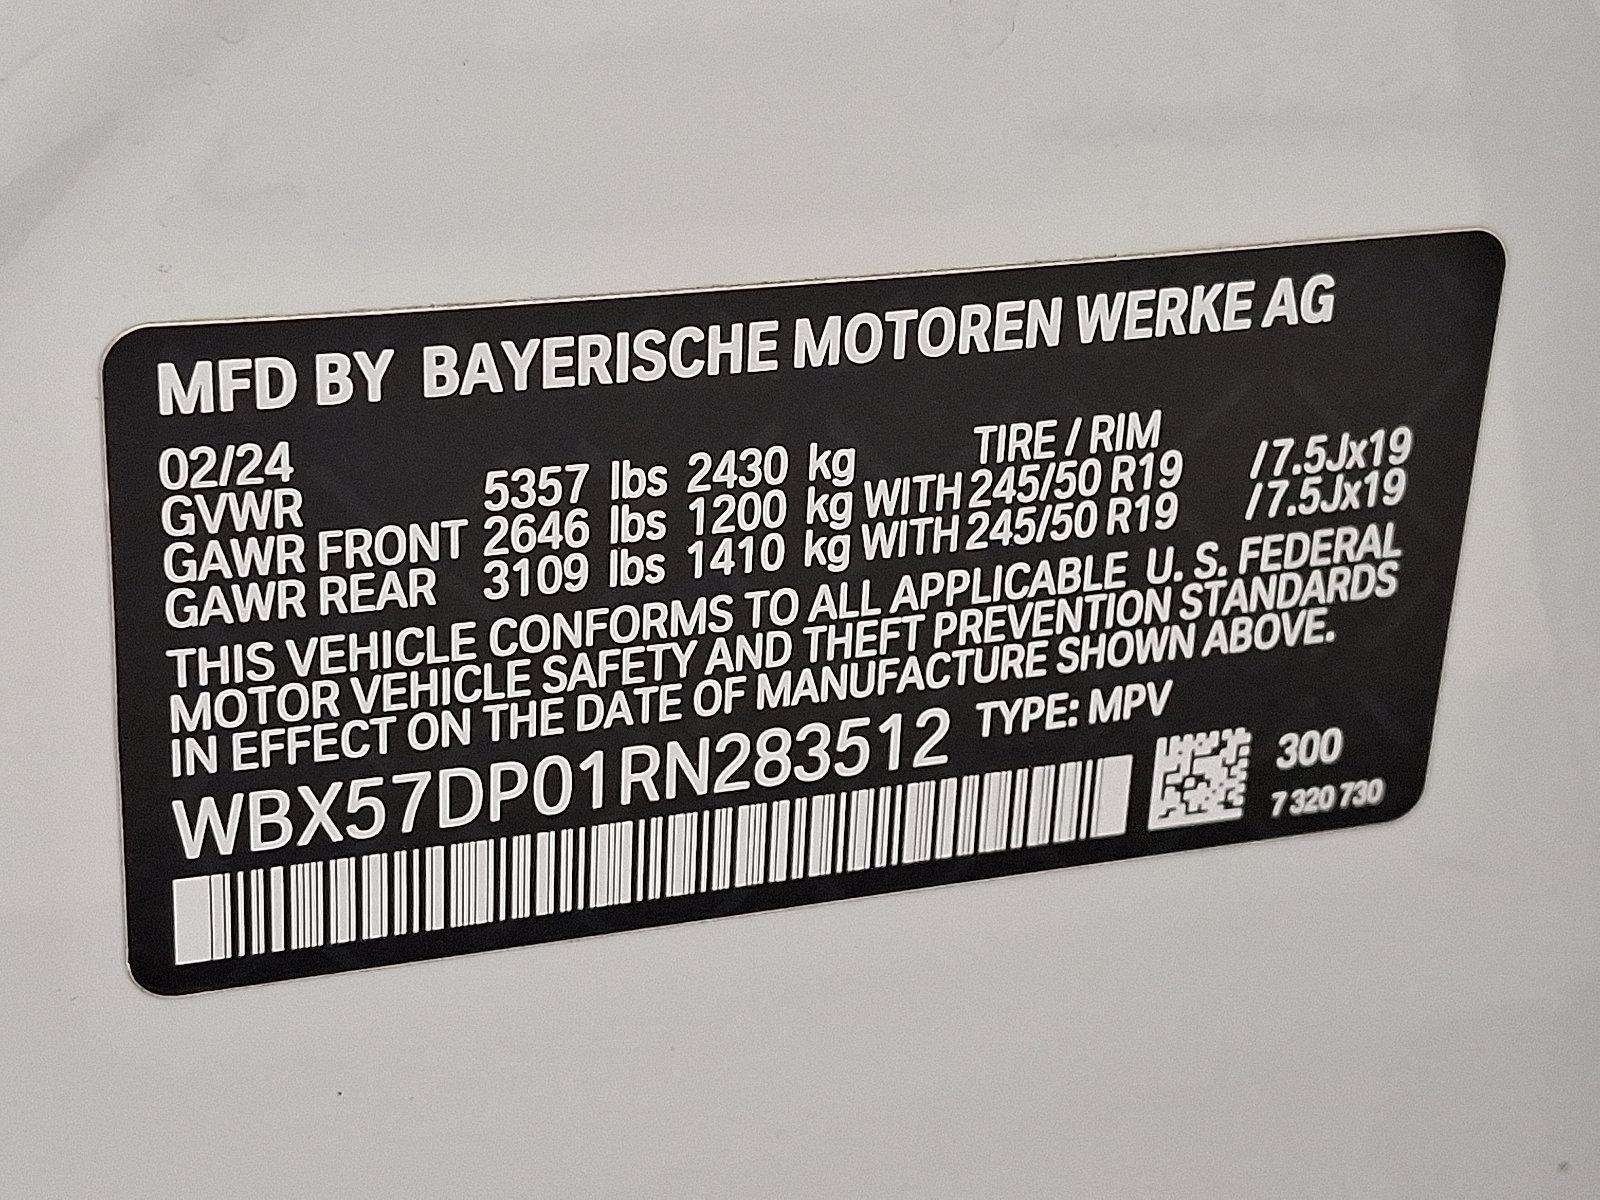 MFD BY BAYERISCHE MOTOREN WERKE AG
02/24 TIRE / RIM
GVWR 5357 lbs 2430 kg
GAWR FRONT 2646 lbs 1200 kg WITH 245/50 R19 /7.5Jx19
GAWR REAR 3109 lbs 1410 kg WITH 245/50 R19 /7.5Jx19
THIS VEHICLE CONFORMS TO ALL APPLICABLE U. S. FEDERAL
MOTOR VEHICLE SAFETY AND THEFT PREVENTION STANDARDS
IN EFFECT ON THE DATE OF MANUFACTURE SHOWN ABOVE.
WBX57DP01RN283512 TYPE: MPV
300
7 320 730